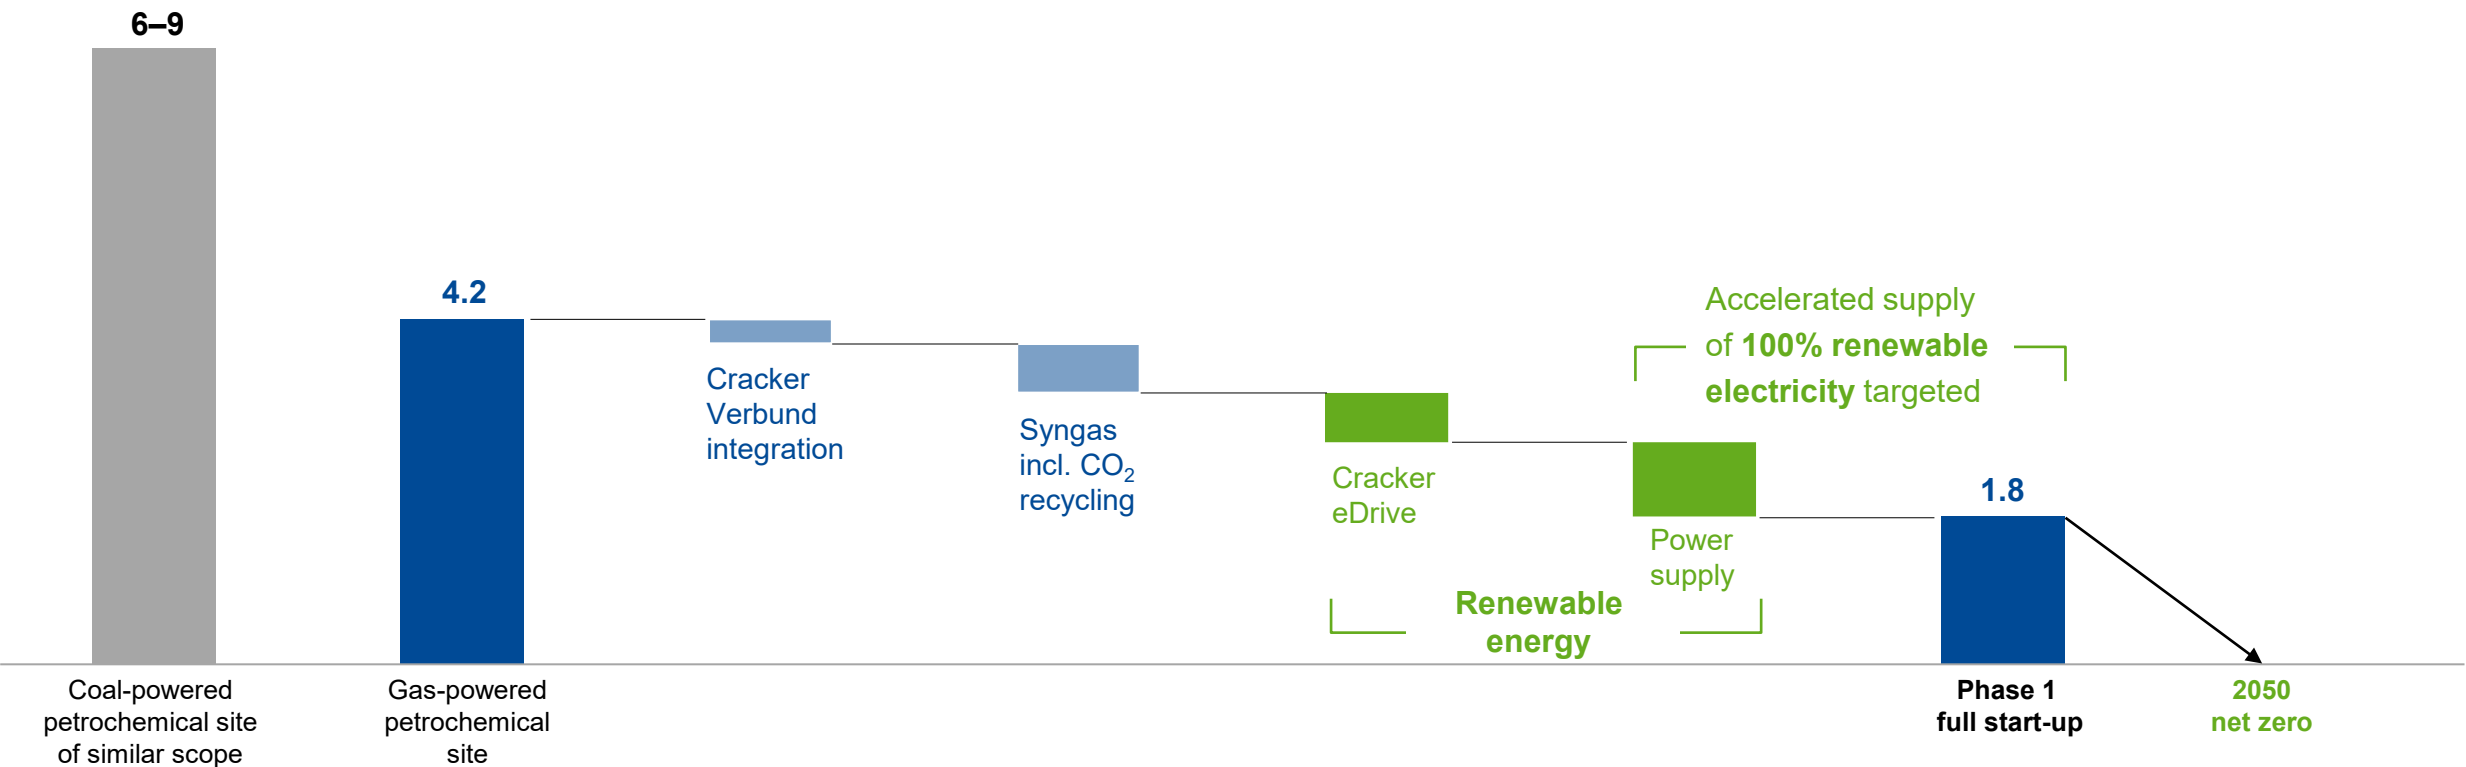 6–9
4.2
Cracker
Verbund
integration
Syngas
incl. CO₂
recycling
Cracker
eDrive
Accelerated supply
of 100% renewable
electricity targeted
Power
supply
Renewable
energy
1.8
Coal-powered
petrochemical site
of similar scope
Gas-powered
petrochemical
site
Phase 1
full start-up
2050
net zero